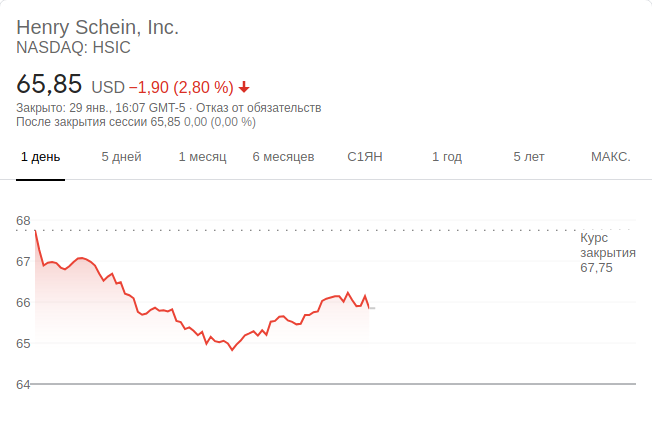 Henry Schein, Inc.
NASDAQ: HSIC
65,85 USD −1,90 (2,80 %)
Закрыто: 29 янв., 16:07 GMT-5 · Отказ от обязательств
После закрытия сессии 65,85 0,00 (0,00 %)
1 день 5 дней 1 месяц 6 месяцев С1ЯН 1 год 5 лет МАКС.
68
Курс
закрытия
67,75
67
66
65
64